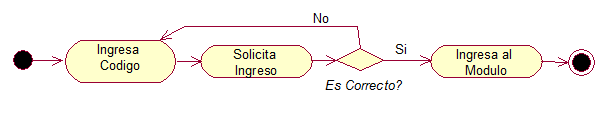 No
Ingresa
Codigo
Solicita
Ingreso
Es Correcto?
Si
Ingresa al
Modulo